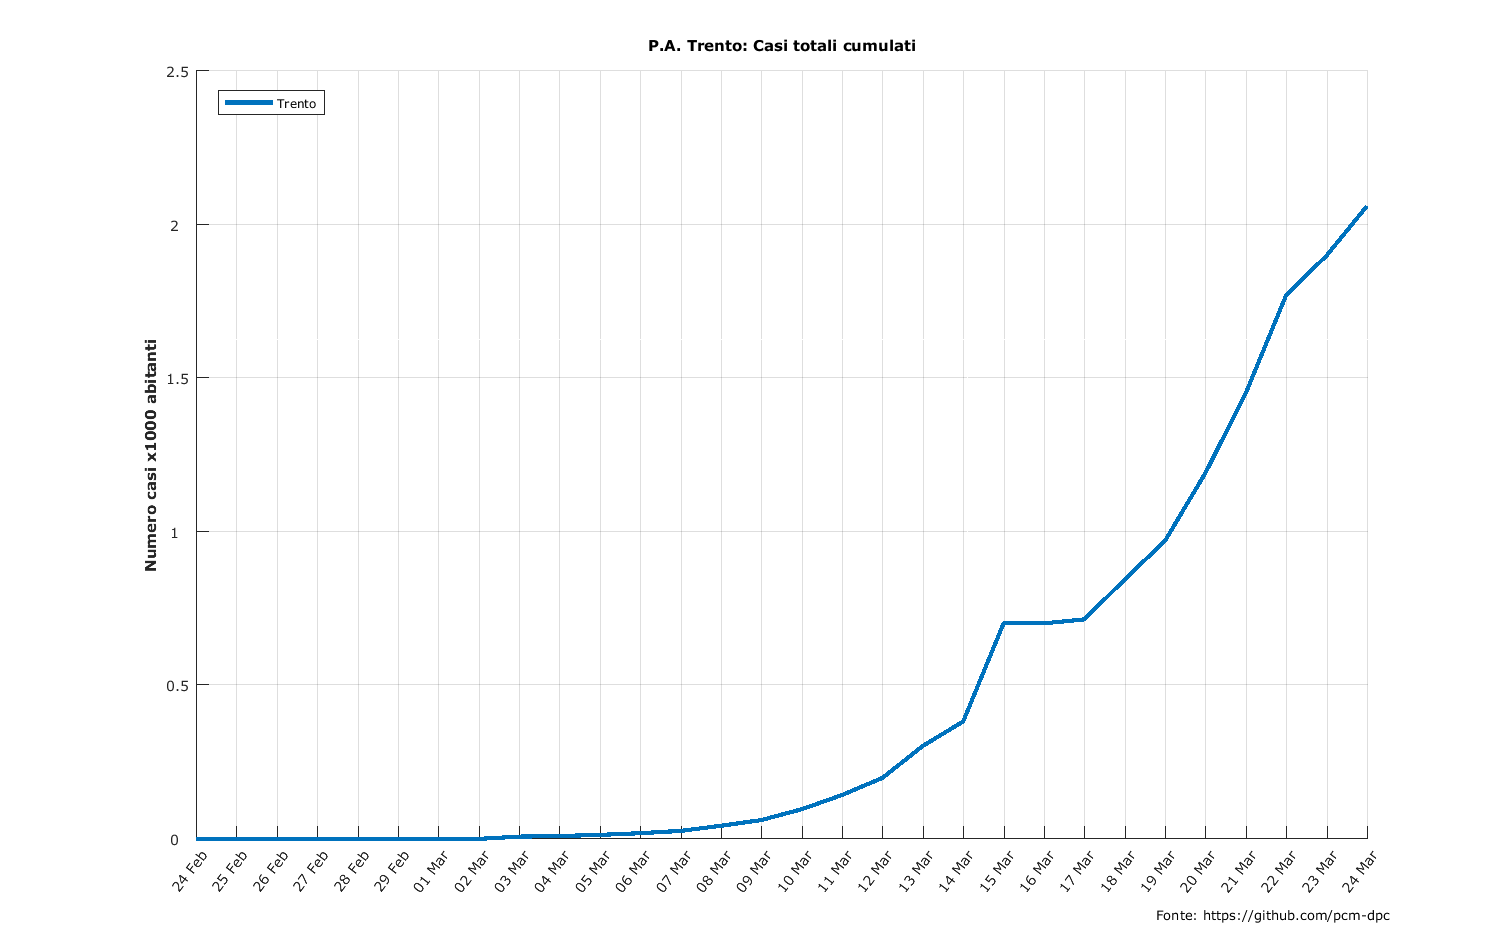 P.A. Trento: Casi totali cumulati
2.5
Trento
2
1.5
1
0.5
0
Numero casi x1000 abitanti
24 Feb
25 Feb
26 Feb
27 Feb
28 Feb
29 Feb
01 Mar
02 Mar
03 Mar
04 Mar
05 Mar
06 Mar
07 Mar
08 Mar
09 Mar
10 Mar
11 Mar
12 Mar
13 Mar
14 Mar
15 Mar
16 Mar
17 Mar
18 Mar
19 Mar
20 Mar
21 Mar
22 Mar
23 Mar
24 Mar
Fonte: https://github.com/pcm-dpc